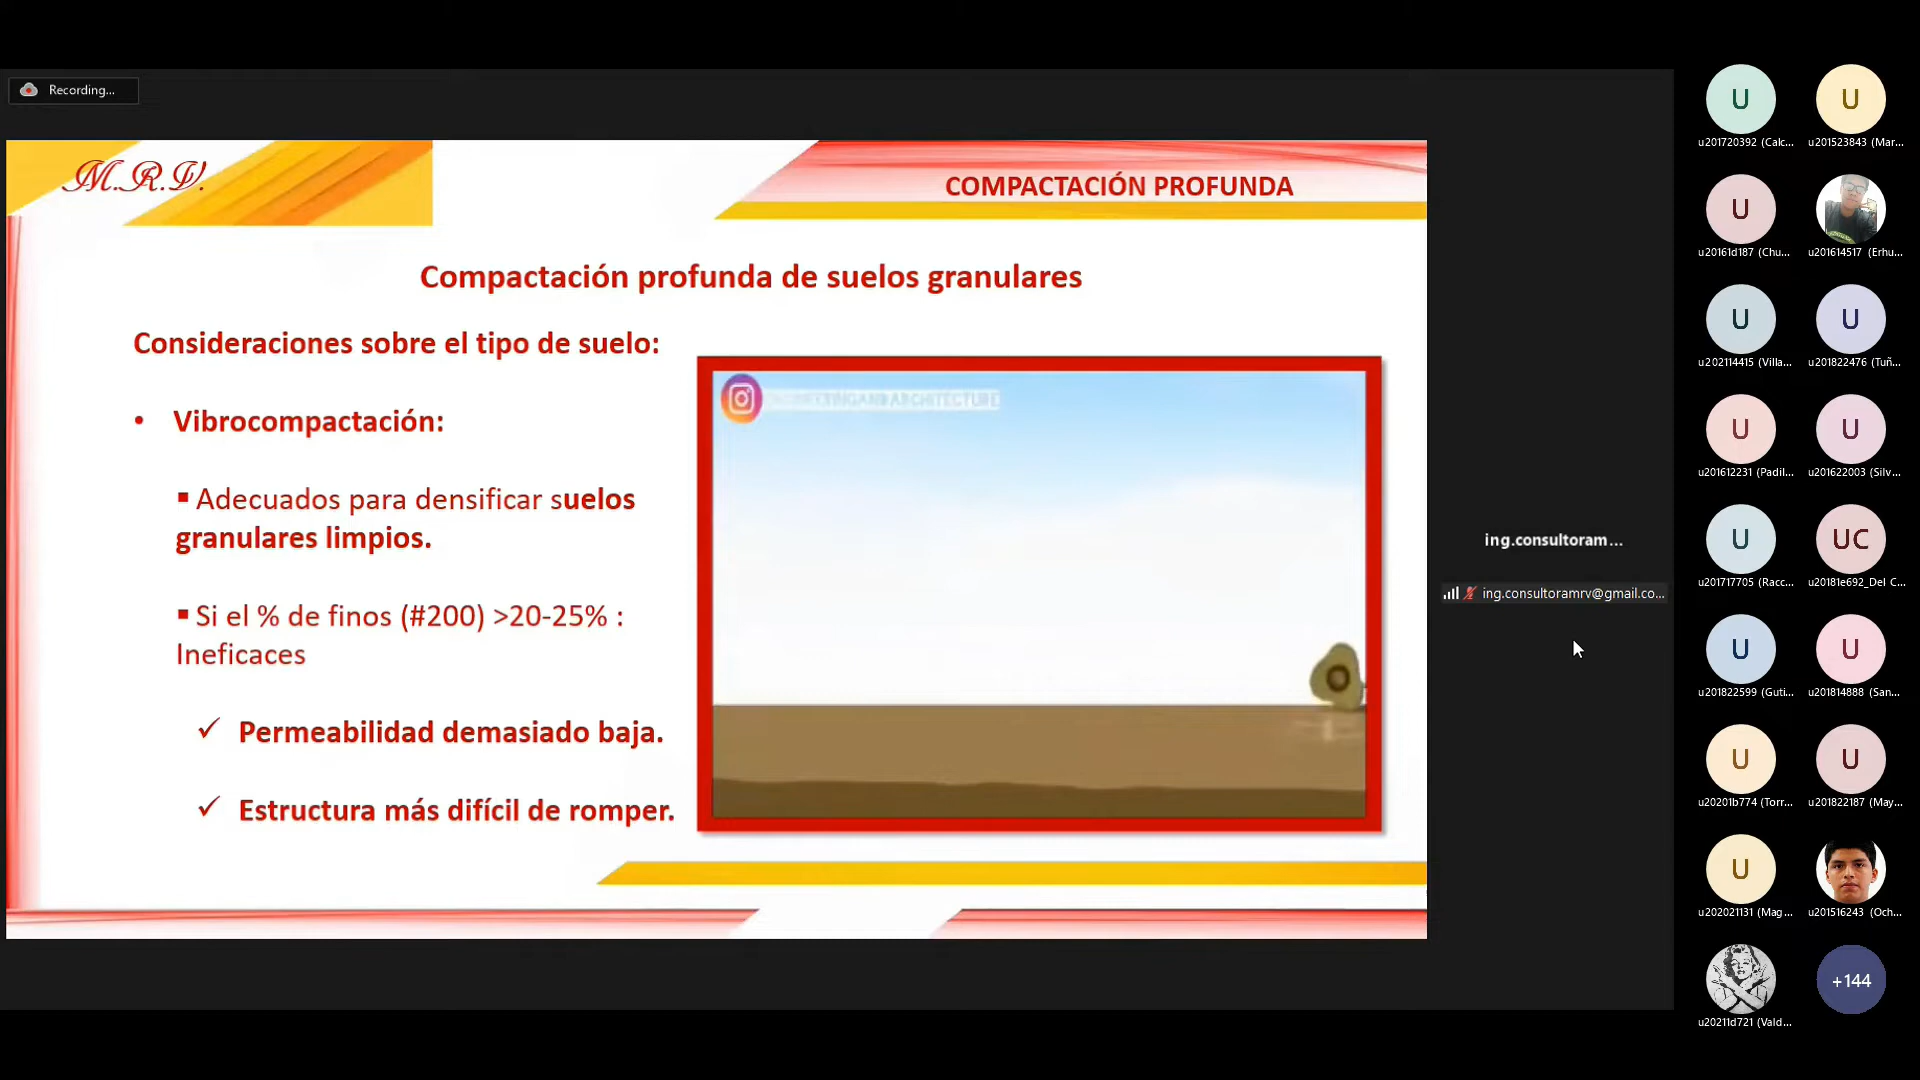 Recording...
M.R.V.
COMPACTACIÓN PROFUNDA
Compactación profunda de suelos granulares
Consideraciones sobre el tipo de suelo:
• Vibrocompactación:
▪ Adecuados para densificar suelos
granulares limpios.
▪ Si el % de finos (#200) >20-25% :
Ineficaces
✓ Permeabilidad demasiado baja.
✓ Estructura más difícil de romper.
ing.consultoram...
ing.consultoramrv@gmail.co...
U
u201720392 (Calc...
U
u201523843 (Mar...
U
u20161d187 (Chu...
u201614517 (Erhu...
U
u202114415 (Villa...
U
u201822476 (Tuñ...
U
u201612231 (Padil...
U
u201622003 (Silv...
U
u201717705 (Racc...
UC
u20181e692_Del C...
U
u201822599 (Guti...
U
u201814888 (San...
U
u20201b774 (Torr...
U
u201822187 (May...
U
u202021131 (Mag...
u201516243 (Och...
u20211d721 (Vald...
+144